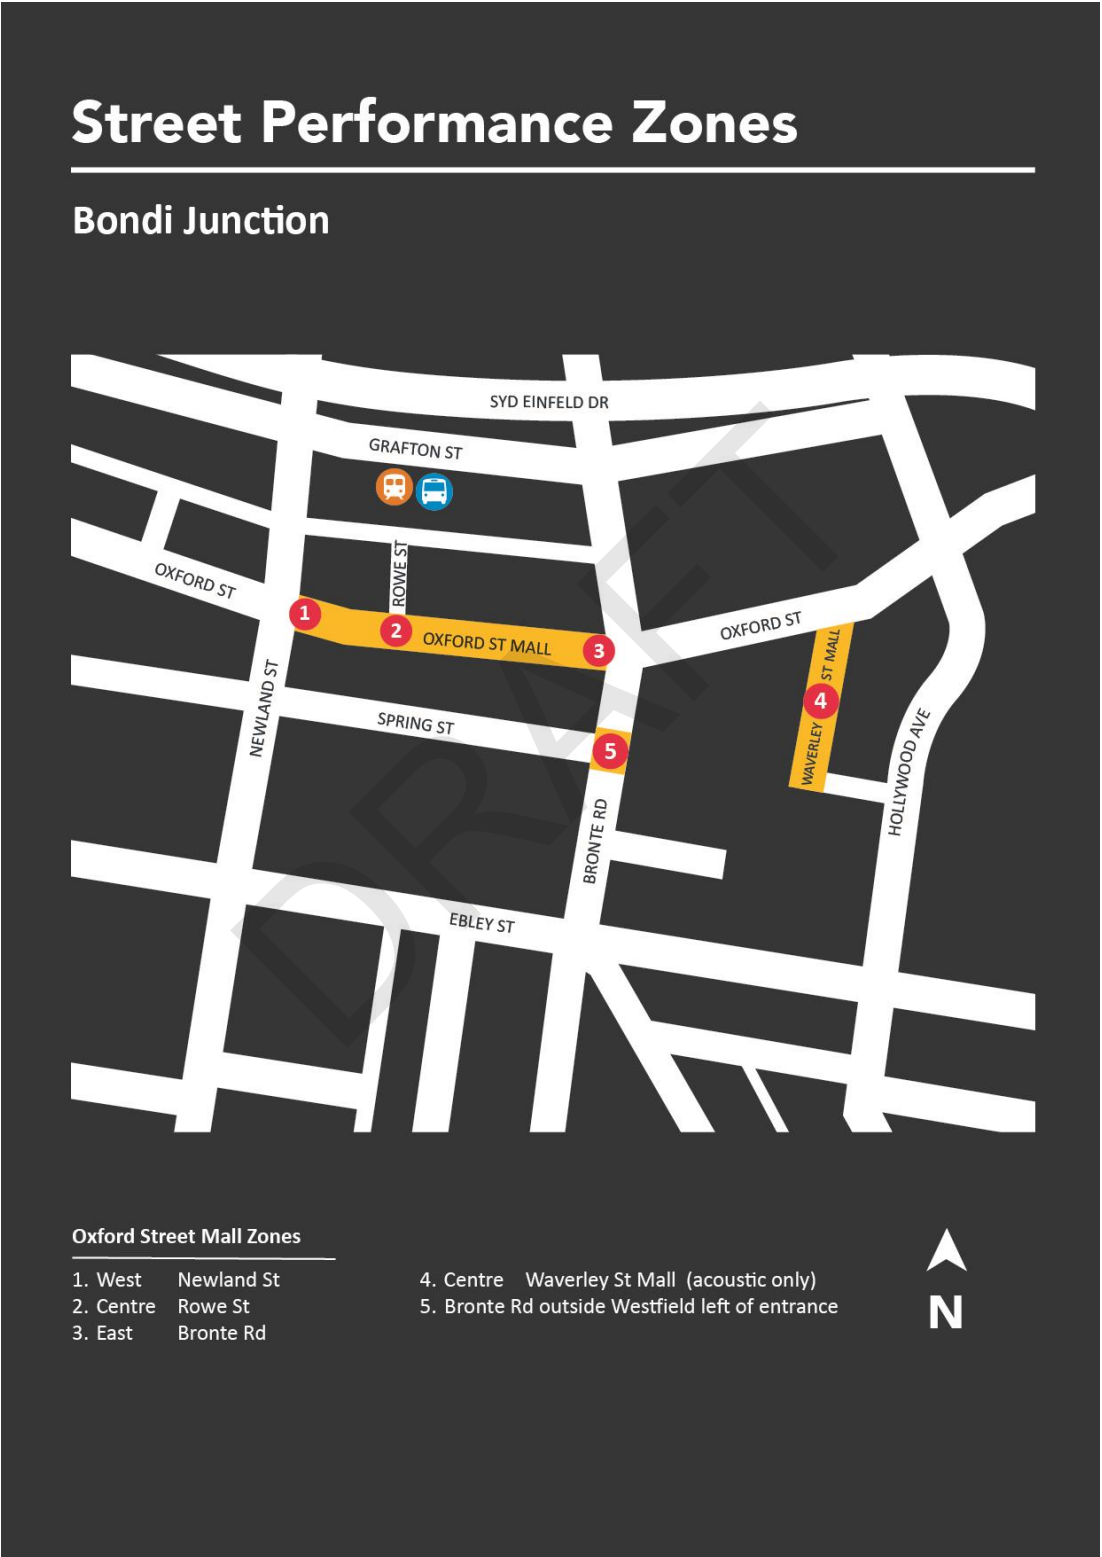 Street Performance Zones
Bondi Junction
SYD EINFELD DR
GRAFTON ST
ROWE ST
OXFORD ST
1
2
OXFORD ST MALL
3
OXFORD ST
WAVERLEY
4
ST MALL
NEWLAND ST
SPRING ST
5
HOLLYWOOD AVE
BRONTE RD
EBLEY ST
DRAFT
Oxford Street Mall Zones
1. West Newland St
2. Centre Rowe St
3. East Bronte Rd
4. Centre Waverley St Mall (acoustic only)
5. Bronte Rd outside Westfield left of entrance
N